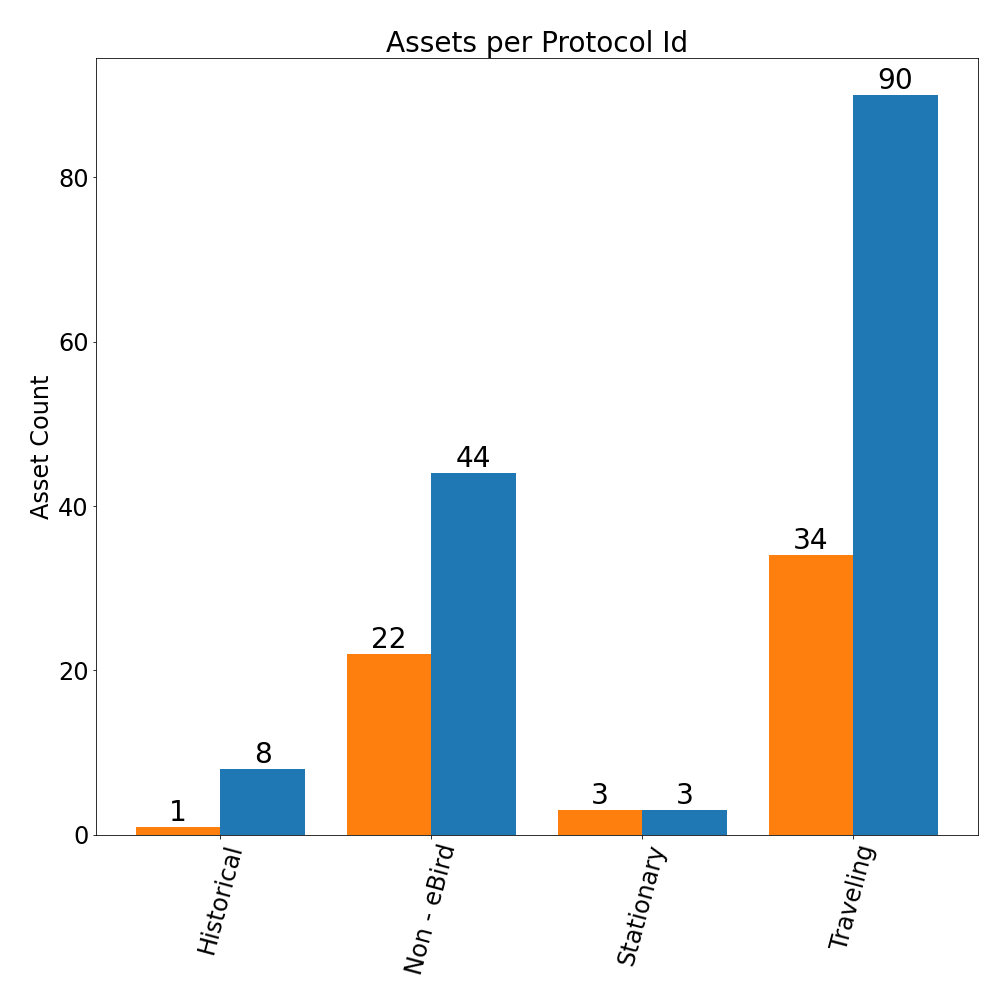 Assets per Protocol Id
90
80
60
44
Asset Count
40
34
22
20
8
3
3
1
0
Historical
Non - eBird
Stationary
Traveling